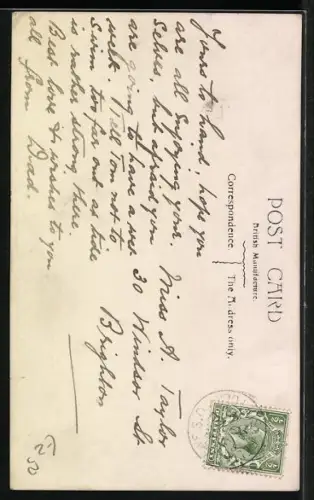 POST CARD
British Manufacture.
Correspondence. The Address only.
Yours to hand, hope you
are all enjoying your
selves, but afraid you
are going to have a wet
week. Tell Tom not to
swim too far out as tide
is rather strong there.
Best love & wishes to you
all from Dad.
Miss A. Taylor
30 Windsor St
Brighton